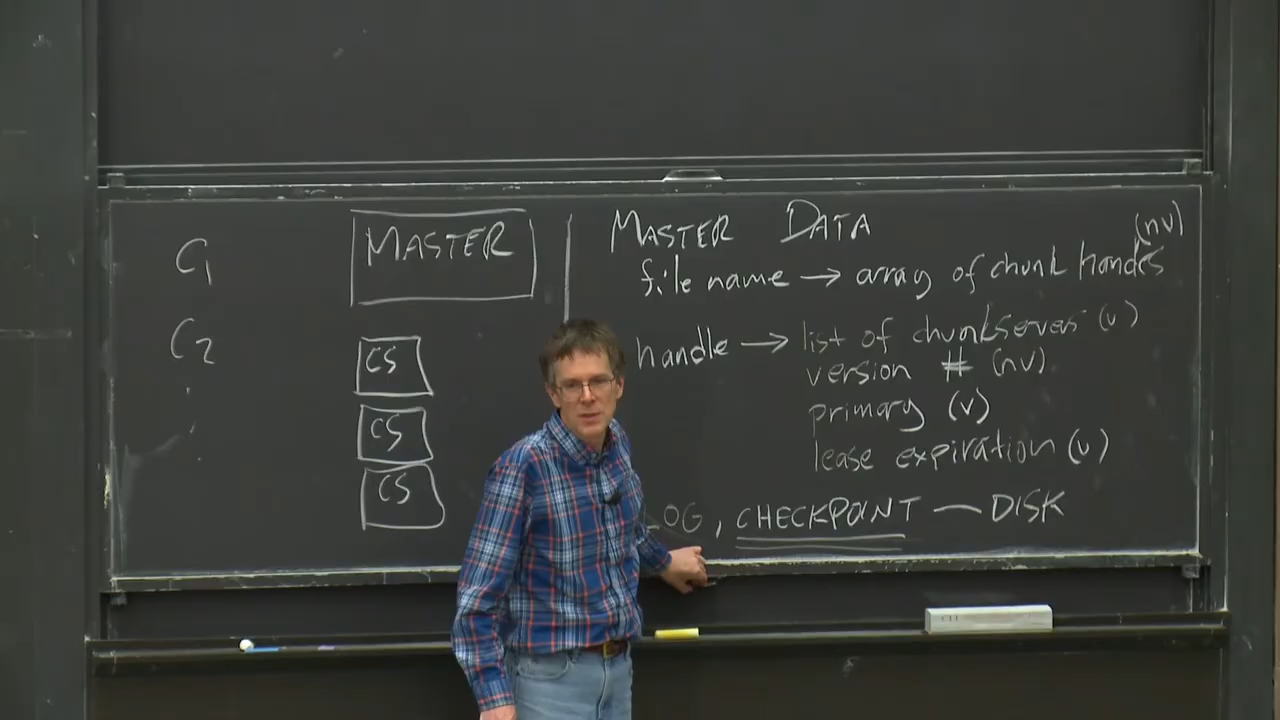 C1
C2
MASTER
CS
CS
CS
MASTER DATA
file name → array of chunk handles (nv)
handle → list of chunkservers (v)
version # (nv)
primary (v)
lease expiration (v)
LOG, CHECKPOINT — DISK